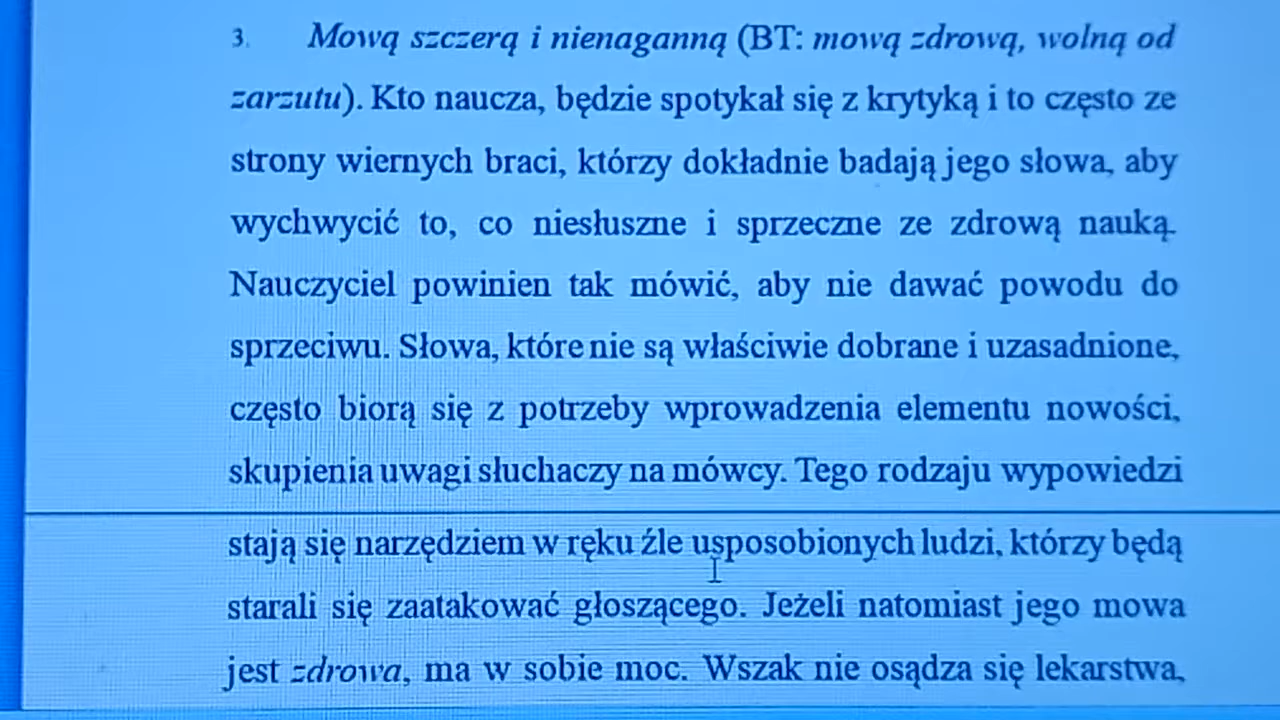 3. Mową szczerą i nienaganną (BT: mową zdrową, wolną od
zarzutu). Kto naucza, będzie spotykał się z krytyką i to często ze
strony wiernych braci, którzy dokładnie badają jego słowa, aby
wychwycić to, co niesłuszne i sprzeczne ze zdrową nauką.
Nauczyciel powinien tak mówić, aby nie dawać powodu do
sprzeciwu. Słowa, które nie są właściwie dobrane i uzasadnione,
często biorą się z potrzeby wprowadzenia elementu nowości,
skupienia uwagi słuchaczy na mówcy. Tego rodzaju wypowiedzi
stają się narzędziem w ręku źle usposobionych ludzi, którzy będą
starali się zaatakować głoszącego. Jeżeli natomiast jego mowa
jest zdrowa, ma w sobie moc. Wszak nie osądza się lekarstwa,